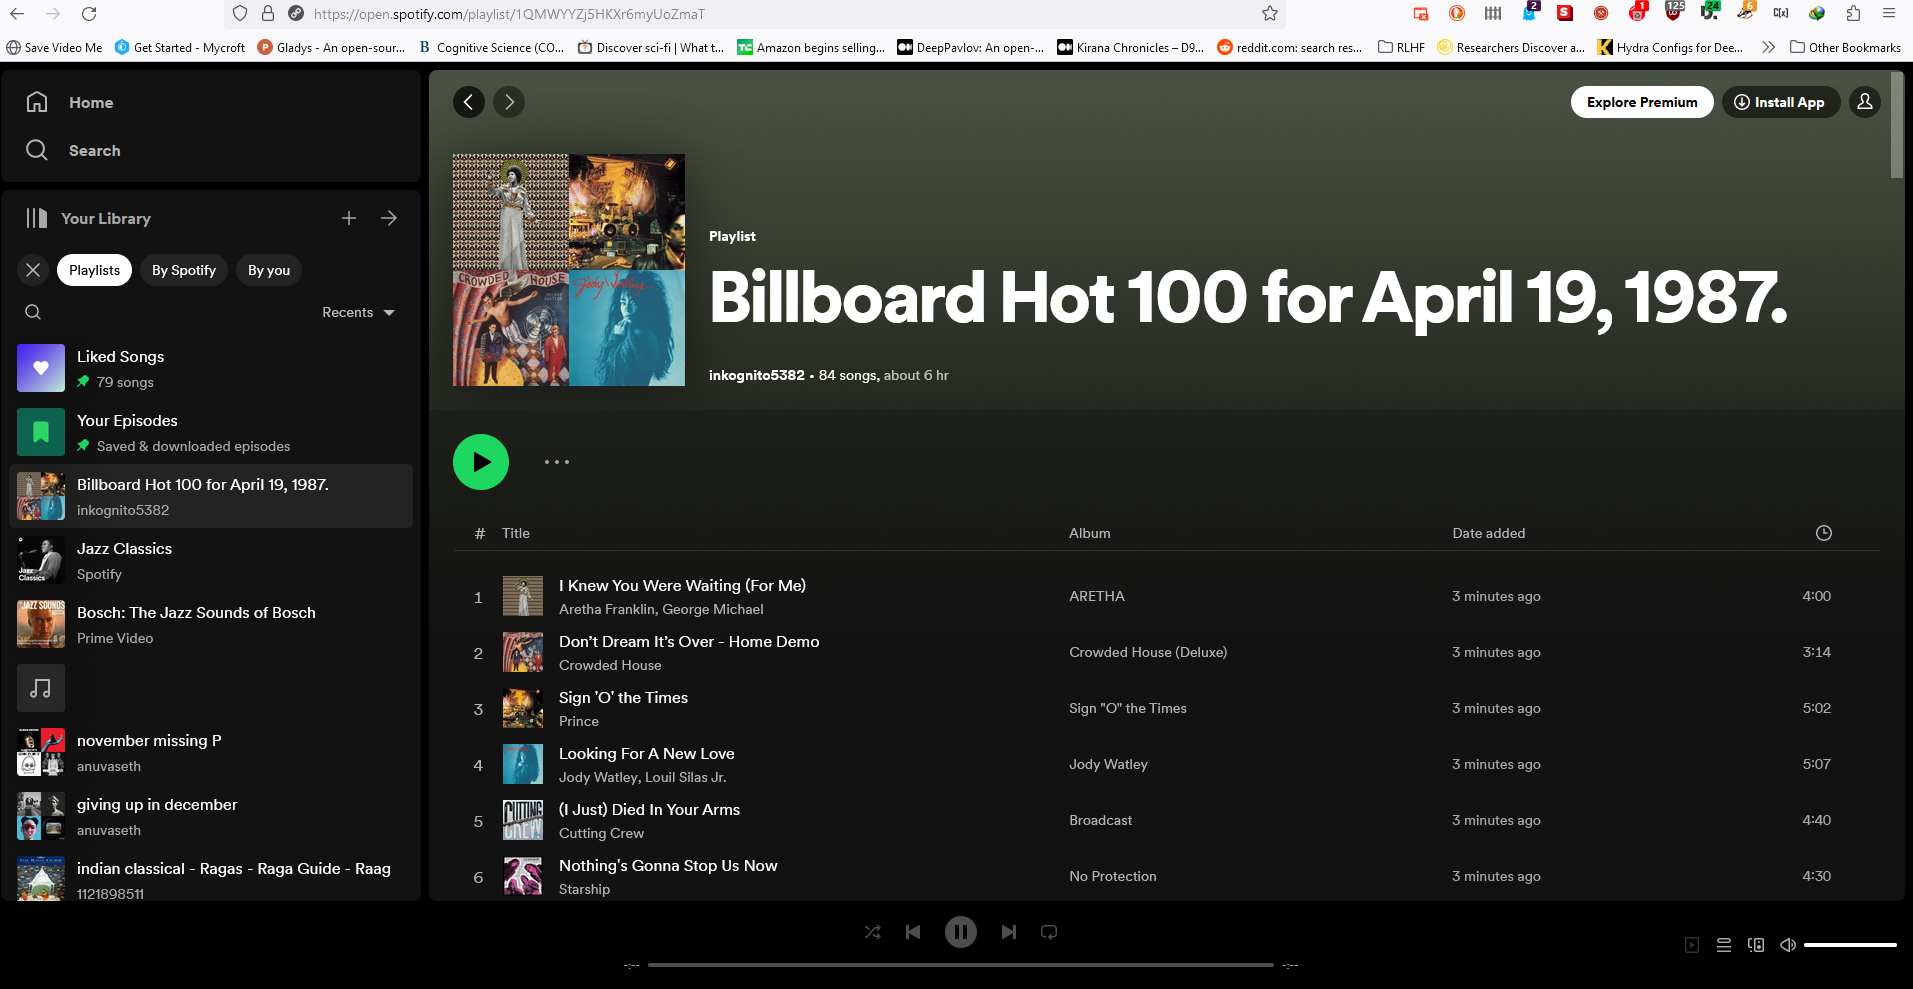 https://open.spotify.com/playlist/1QMWYYZj5HKXr6myUoZmaT
2
1
125
24
6
Save Video Me
Get Started - Mycroft
Gladys - An open-sour...
Cognitive Science (CO...
Discover sci-fi | What t...
Amazon begins selling...
DeepPavlov: An open-...
Kirana Chronicles – D9...
reddit.com: search res...
RLHF
Researchers Discover a...
Hydra Configs for Dee...
Other Bookmarks
Home
Search
Your Library
Playlists
By Spotify
By you
Recents
Liked Songs
79 songs
Your Episodes
Saved & downloaded episodes
Billboard Hot 100 for April 19, 1987.
inkognito5382
Jazz Classics
Spotify
Bosch: The Jazz Sounds of Bosch
Prime Video
november missing P
anuvaseth
giving up in december
anuvaseth
indian classical - Ragas - Raga Guide - Raag
1121898511
Explore Premium
Install App
CROWDED HOUSE
Jody Watley
Playlist
Billboard Hot 100 for April 19, 1987.
inkognito5382 • 84 songs, about 6 hr
# Title Album Date added
1 I Knew You Were Waiting (For Me) ARETHA 3 minutes ago 4:00
Aretha Franklin, George Michael
2 Don’t Dream It’s Over - Home Demo Crowded House (Deluxe) 3 minutes ago 3:14
Crowded House
3 Sign 'O' the Times Sign "O" the Times 3 minutes ago 5:02
Prince
4 Looking For A New Love Jody Watley 3 minutes ago 5:07
Jody Watley, Louil Silas Jr.
5 (I Just) Died In Your Arms Broadcast 3 minutes ago 4:40
Cutting Crew
6 Nothing's Gonna Stop Us Now No Protection 3 minutes ago 4:30
Starship
-:-- -:--